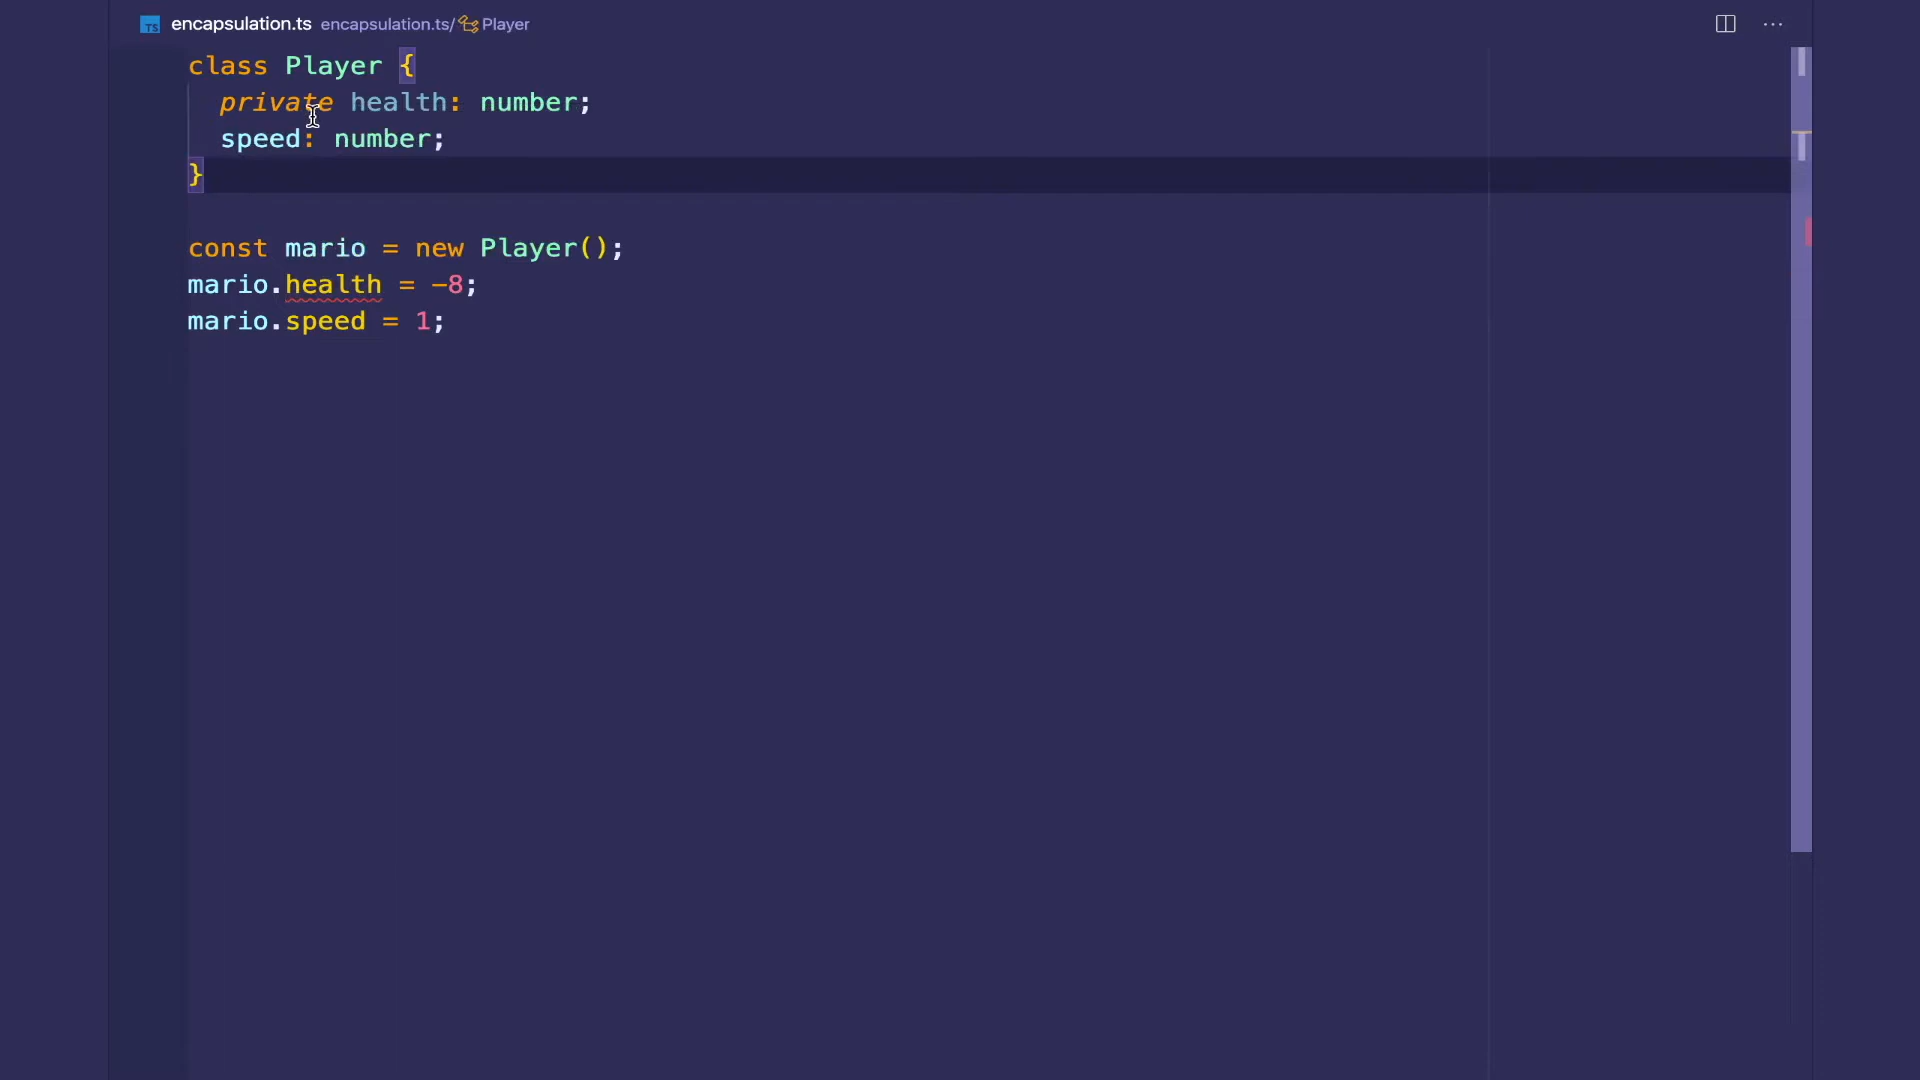 TS encapsulation.ts encapsulation.ts/ Player
class Player {
  private health: number;
  speed: number;
}
const mario = new Player();
mario.health = -8;
mario.speed = 1;